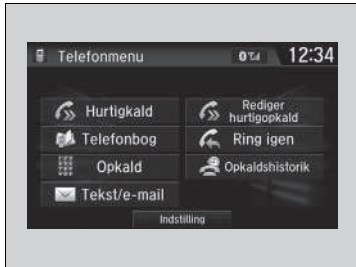 Telefonmenu
12:34
Hurtigkald
Rediger
hurtigopkald
Telefonbog
Ring igen
Opkald
Opkaldshistorik
Tekst/e-mail
Indstilling